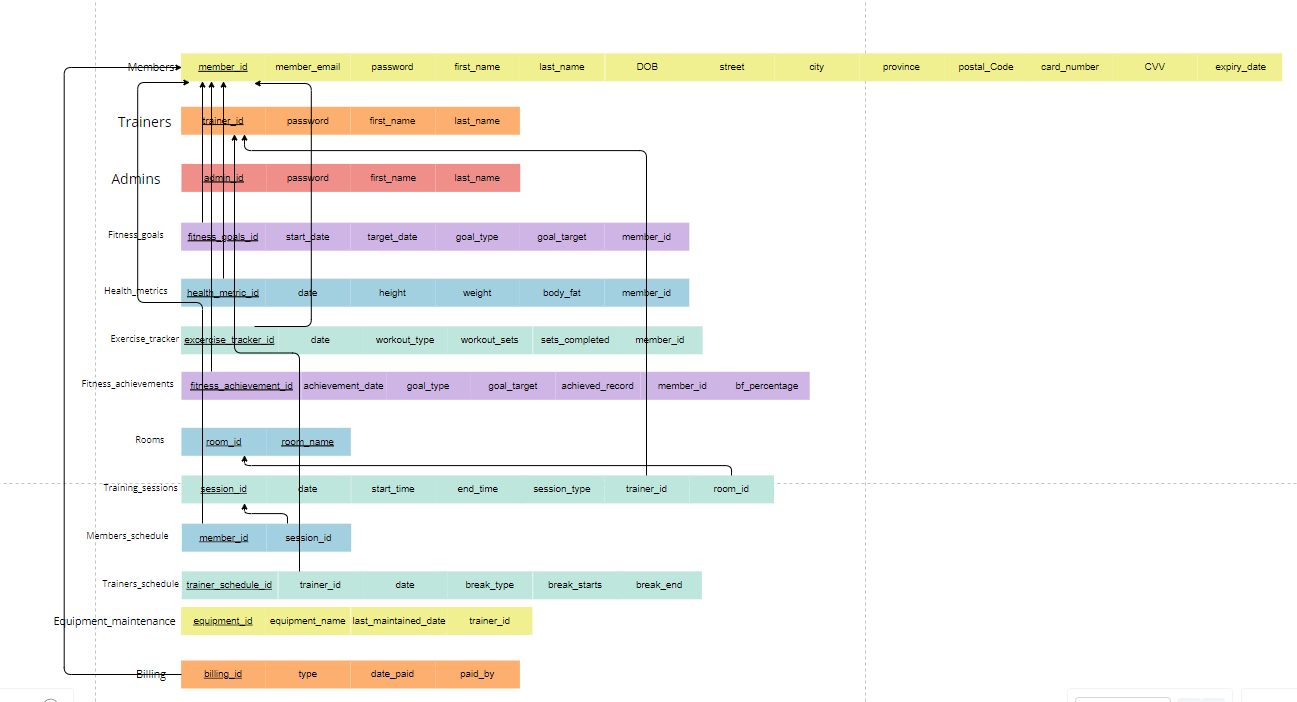 Members member_id member_email password first_name last_name DOB street city province postal_Code card_number CVV expiry_date
Trainers trainer_id password first_name last_name
Admins admin_id password first_name last_name
Fitness_goals fitness_goals_id start_date target_date goal_type goal_target member_id
Health_metrics health_metric_id date height weight body_fat member_id
Exercise_tracker excercise_tracker_id date workout_type workout_sets sets_completed member_id
Fitness_achievements fitness_achievement_id achievement_date goal_type goal_target achieved_record member_id bf_percentage
Rooms room_id room_name
Training_sessions session_id date start_time end_time session_type trainer_id room_id
Members_schedule member_id session_id
Trainers_schedule trainer_schedule_id trainer_id date break_type break_starts break_end
Equipment_maintenance equipment_id equipment_name last_maintained_date trainer_id
Billing billing_id type date_paid paid_by